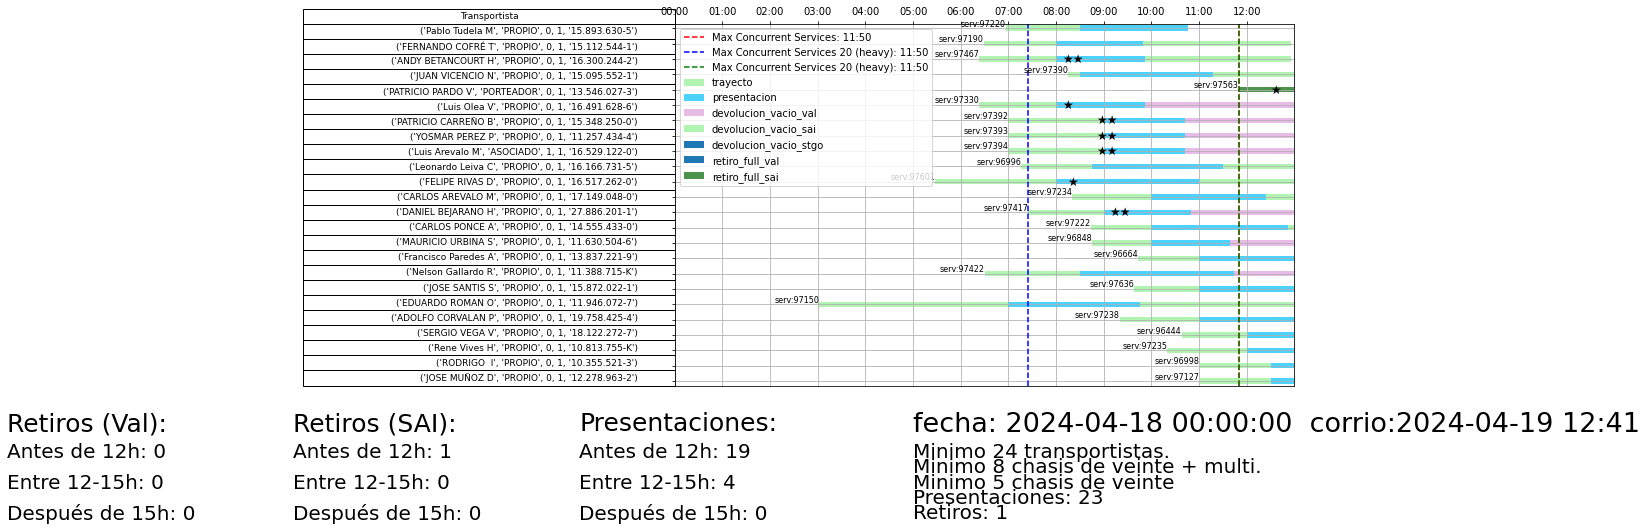 Transportista
('Pablo Tudela M', 'PROPIO', 0, 1, '15.893.630-5')
('FERNANDO COFRÉ T', 'PROPIO', 0, 1, '15.112.544-1')
('ANDY BETANCOURT H', 'PROPIO', 0, 1, '16.300.244-2')
('JUAN VICENCIO N', 'PROPIO', 0, 1, '15.095.552-1')
('PATRICIO PARDO V', 'PORTEADOR', 0, 1, '13.546.027-3')
('Luis Olea V', 'PROPIO', 0, 1, '16.491.628-6')
('PATRICIO CARREÑO B', 'PROPIO', 0, 1, '15.348.250-0')
('YOSMAR PEREZ P', 'PROPIO', 0, 1, '11.257.434-4')
('Luis Arevalo M', 'ASOCIADO', 1, 1, '16.529.122-0')
('Leonardo Leiva C', 'PROPIO', 0, 1, '16.166.731-5')
('FELIPE RIVAS D', 'PROPIO', 0, 1, '16.517.262-0')
('CARLOS AREVALO M', 'PROPIO', 0, 1, '17.149.048-0')
('DANIEL BEJARANO H', 'PROPIO', 0, 1, '27.886.201-1')
('CARLOS PONCE A', 'PROPIO', 0, 1, '14.555.433-0')
('MAURICIO URBINA S', 'PROPIO', 0, 1, '11.630.504-6')
('Francisco Paredes A', 'PROPIO', 0, 1, '13.837.221-9')
('Nelson Gallardo R', 'PROPIO', 0, 1, '11.388.715-K')
('JOSE SANTIS S', 'PROPIO', 0, 1, '15.872.022-1')
('EDUARDO ROMAN O', 'PROPIO', 0, 1, '11.946.072-7')
('ADOLFO CORVALAN P', 'PROPIO', 0, 1, '19.758.425-4')
('SERGIO VEGA V', 'PROPIO', 0, 1, '18.122.272-7')
('Rene Vives H', 'PROPIO', 0, 1, '10.813.755-K')
('RODRIGO  I', 'PROPIO', 0, 1, '10.355.521-3')
('JOSE MUÑOZ D', 'PROPIO', 0, 1, '12.278.963-2')
00:00 01:00 02:00 03:00 04:00 05:00 06:00 07:00 08:00 09:00 10:00 11:00 12:00
Max Concurrent Services: 11:50
Max Concurrent Services 20 (heavy): 11:50
Max Concurrent Services 20 (heavy): 11:50
trayecto
presentacion
devolucion_vacio_val
devolucion_vacio_sai
devolucion_vacio_stgo
retiro_full_val
retiro_full_sai
serv:97220
serv:97190
serv:97467
serv:97390
serv:97563
serv:97330
serv:97392
serv:97393
serv:97394
serv:96996
serv:97601
serv:97234
serv:97417
serv:97222
serv:96848
serv:96664
serv:97422
serv:97636
serv:97150
serv:97238
serv:96444
serv:97235
serv:96998
serv:97127
Retiros (Val):
Antes de 12h: 0
Entre 12-15h: 0
Después de 15h: 0
Retiros (SAI):
Antes de 12h: 1
Entre 12-15h: 0
Después de 15h: 0
Presentaciones:
Antes de 12h: 19
Entre 12-15h: 4
Después de 15h: 0
fecha: 2024-04-18 00:00:00  corrio:2024-04-19 12:41
Minimo 24 transportistas.
Minimo 8 chasis de veinte + multi.
Minimo 5 chasis de veinte
Presentaciones: 23
Retiros: 1